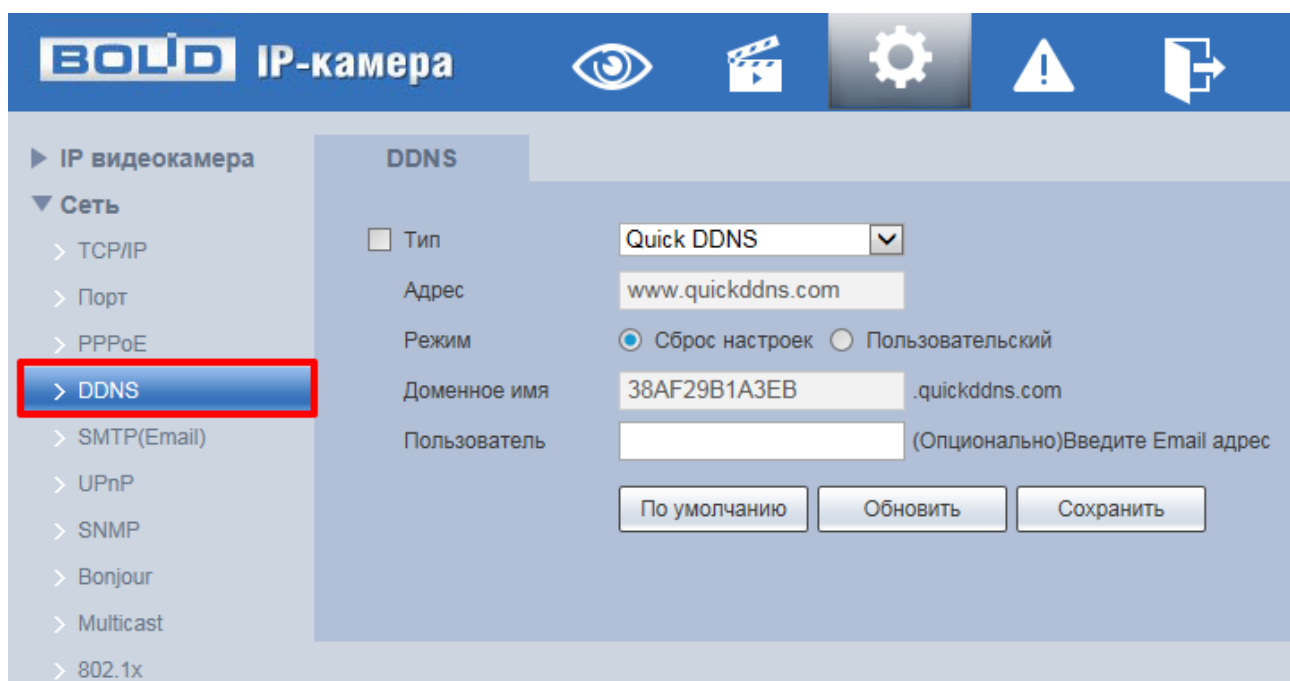 BOLID IP-камера
IP видеокамера
Сеть
TCP/IP
Порт
PPPoE
DDNS
SMTP(Email)
UPnP
SNMP
Bonjour
Multicast
802.1x
DDNS
Тип Quick DDNS
Адрес www.quickddns.com
Режим Сброс настроек Пользовательский
Доменное имя 38AF29B1A3EB .quickddns.com
Пользователь (Опционально)Введите Email адрес
По умолчанию Обновить Сохранить